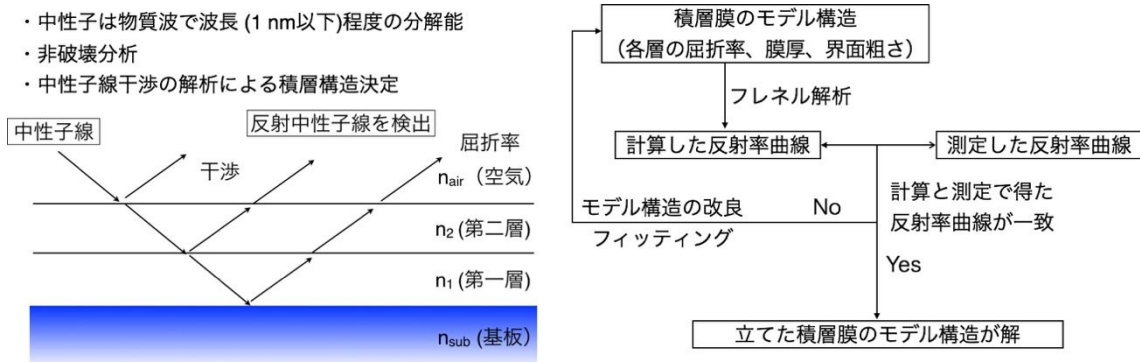 ・中性子は物質波で波長 (1 nm以下)程度の分解能
・非破壊分析
・中性子線干渉の解析による積層構造決定
中性子線
反射中性子線を検出
干渉
屈折率
nair（空気）
n2 (第二層)
n1 (第一層)
nsub (基板)
積層膜のモデル構造
（各層の屈折率、膜厚、界面粗さ）
フレネル解析
計算した反射率曲線
測定した反射率曲線
モデル構造の改良
フィッティング
No
計算と測定で得た
反射率曲線が一致
Yes
立てた積層膜のモデル構造が解